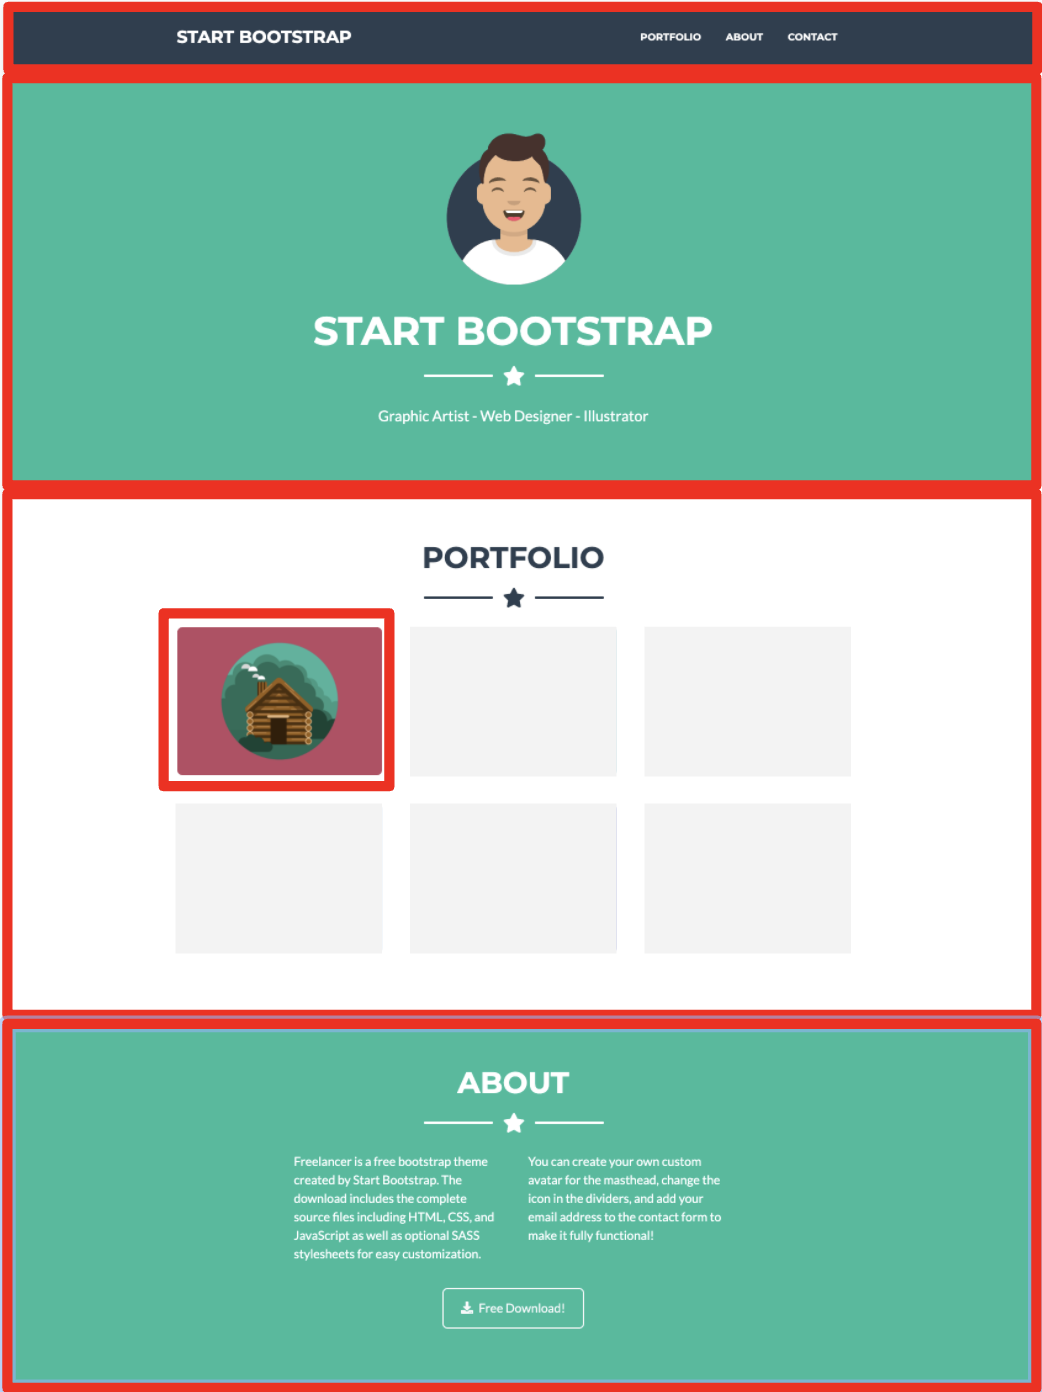 START BOOTSTRAP
PORTFOLIO ABOUT CONTACT
START BOOTSTRAP
Graphic Artist - Web Designer - Illustrator
PORTFOLIO
ABOUT
Freelancer is a free bootstrap theme
created by Start Bootstrap. The
download includes the complete
source files including HTML, CSS, and
JavaScript as well as optional SASS
stylesheets for easy customization.
You can create your own custom
avatar for the masthead, change the
icon in the dividers, and add your
email address to the contact form to
make it fully functional!
Free Download!